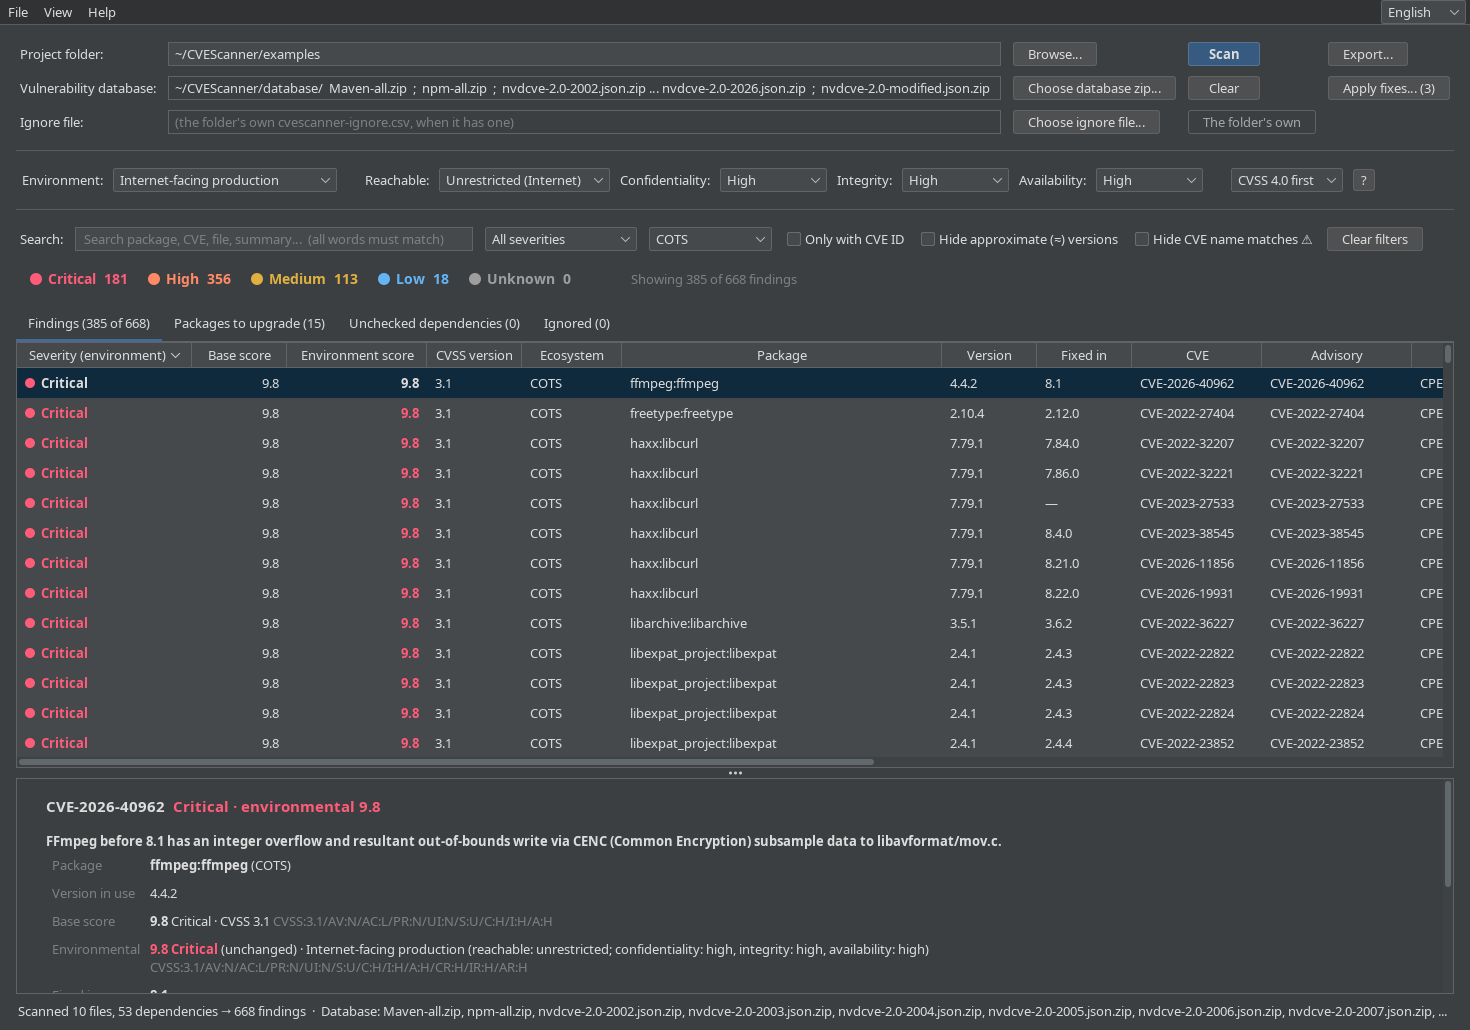 File View Help English
Project folder: ~/CVEScanner/examples Browse... Scan Export...
Vulnerability database: ~/CVEScanner/database/ Maven-all.zip ; npm-all.zip ; nvdcve-2.0-2002.json.zip ... nvdcve-2.0-2026.json.zip ; nvdcve-2.0-modified.json.zip Choose database zip... Clear Apply fixes... (3)
Ignore file: (the folder's own cvescanner-ignore.csv, when it has one) Choose ignore file... The folder's own
Environment: Internet-facing production Reachable: Unrestricted (Internet) Confidentiality: High Integrity: High Availability: High CVSS 4.0 first ?
Search: Search package, CVE, file, summary... (all words must match) All severities COTS Only with CVE ID Hide approximate (≈) versions Hide CVE name matches ⚠ Clear filters
Critical 181 High 356 Medium 113 Low 18 Unknown 0 Showing 385 of 668 findings
Findings (385 of 668) Packages to upgrade (15) Unchecked dependencies (0) Ignored (0)
Severity (environment) Base score Environment score CVSS version Ecosystem Package Version Fixed in CVE Advisory
Critical 9.8 9.8 3.1 COTS ffmpeg:ffmpeg 4.4.2 8.1 CVE-2026-40962 CVE-2026-40962 CPE
Critical 9.8 9.8 3.1 COTS freetype:freetype 2.10.4 2.12.0 CVE-2022-27404 CVE-2022-27404 CPE
Critical 9.8 9.8 3.1 COTS haxx:libcurl 7.79.1 7.84.0 CVE-2022-32207 CVE-2022-32207 CPE
Critical 9.8 9.8 3.1 COTS haxx:libcurl 7.79.1 7.86.0 CVE-2022-32221 CVE-2022-32221 CPE
Critical 9.8 9.8 3.1 COTS haxx:libcurl 7.79.1 — CVE-2023-27533 CVE-2023-27533 CPE
Critical 9.8 9.8 3.1 COTS haxx:libcurl 7.79.1 8.4.0 CVE-2023-38545 CVE-2023-38545 CPE
Critical 9.8 9.8 3.1 COTS haxx:libcurl 7.79.1 8.21.0 CVE-2026-11856 CVE-2026-11856 CPE
Critical 9.8 9.8 3.1 COTS haxx:libcurl 7.79.1 8.22.0 CVE-2026-19931 CVE-2026-19931 CPE
Critical 9.8 9.8 3.1 COTS libarchive:libarchive 3.5.1 3.6.2 CVE-2022-36227 CVE-2022-36227 CPE
Critical 9.8 9.8 3.1 COTS libexpat_project:libexpat 2.4.1 2.4.3 CVE-2022-22822 CVE-2022-22822 CPE
Critical 9.8 9.8 3.1 COTS libexpat_project:libexpat 2.4.1 2.4.3 CVE-2022-22823 CVE-2022-22823 CPE
Critical 9.8 9.8 3.1 COTS libexpat_project:libexpat 2.4.1 2.4.3 CVE-2022-22824 CVE-2022-22824 CPE
Critical 9.8 9.8 3.1 COTS libexpat_project:libexpat 2.4.1 2.4.4 CVE-2022-23852 CVE-2022-23852 CPE
CVE-2026-40962 Critical · environmental 9.8
FFmpeg before 8.1 has an integer overflow and resultant out-of-bounds write via CENC (Common Encryption) subsample data to libavformat/mov.c.
Package ffmpeg:ffmpeg (COTS)
Version in use 4.4.2
Base score 9.8 Critical · CVSS 3.1 CVSS:3.1/AV:N/AC:L/PR:N/UI:N/S:U/C:H/I:H/A:H
Environmental 9.8 Critical (unchanged) · Internet-facing production (reachable: unrestricted; confidentiality: high, integrity: high, availability: high)
CVSS:3.1/AV:N/AC:L/PR:N/UI:N/S:U/C:H/I:H/A:H/CR:H/IR:H/AR:H
Scanned 10 files, 53 dependencies → 668 findings · Database: Maven-all.zip, npm-all.zip, nvdcve-2.0-2002.json.zip, nvdcve-2.0-2003.json.zip, nvdcve-2.0-2004.json.zip, nvdcve-2.0-2005.json.zip, nvdcve-2.0-2006.json.zip, nvdcve-2.0-2007.json.zip, ...